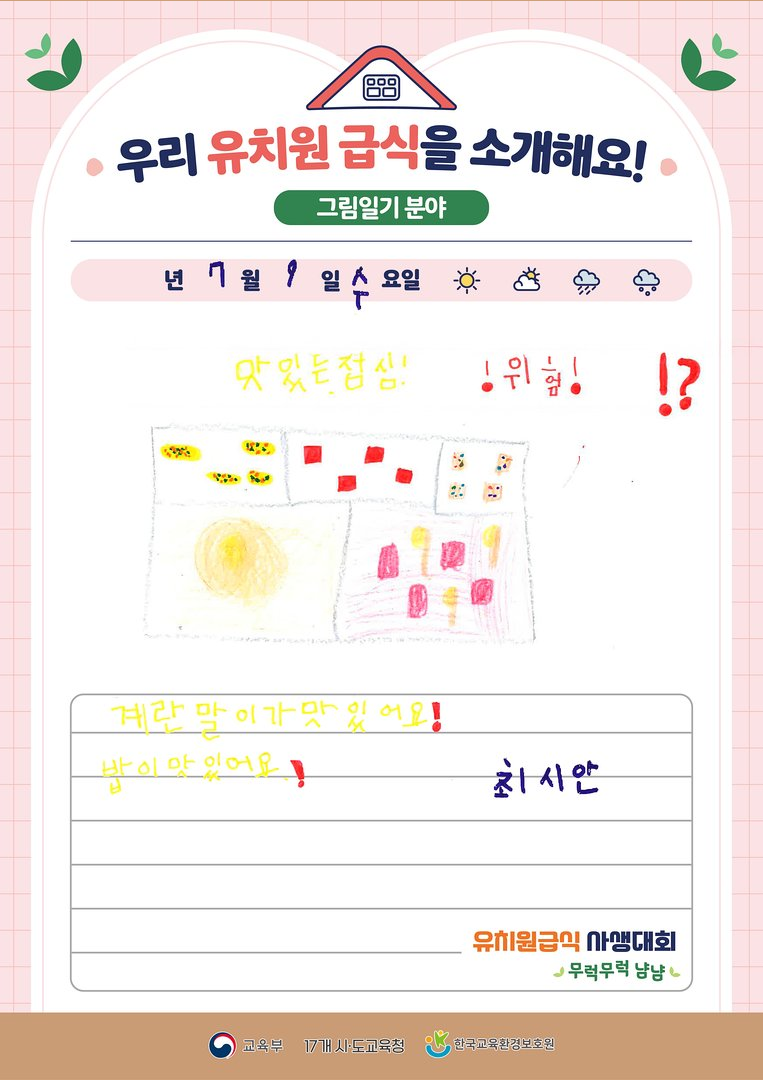 우리 유치원 급식을 소개해요!
그림일기 분야
년 7 월 9 일 수 요일
맛있는점심! !위험! !?
계란말이가맛있어요!
밥이맛있어요.!
최시안
유치원급식 사생대회
무럭무럭 냠냠
교육부 17개 시·도교육청 한국교육환경보호원